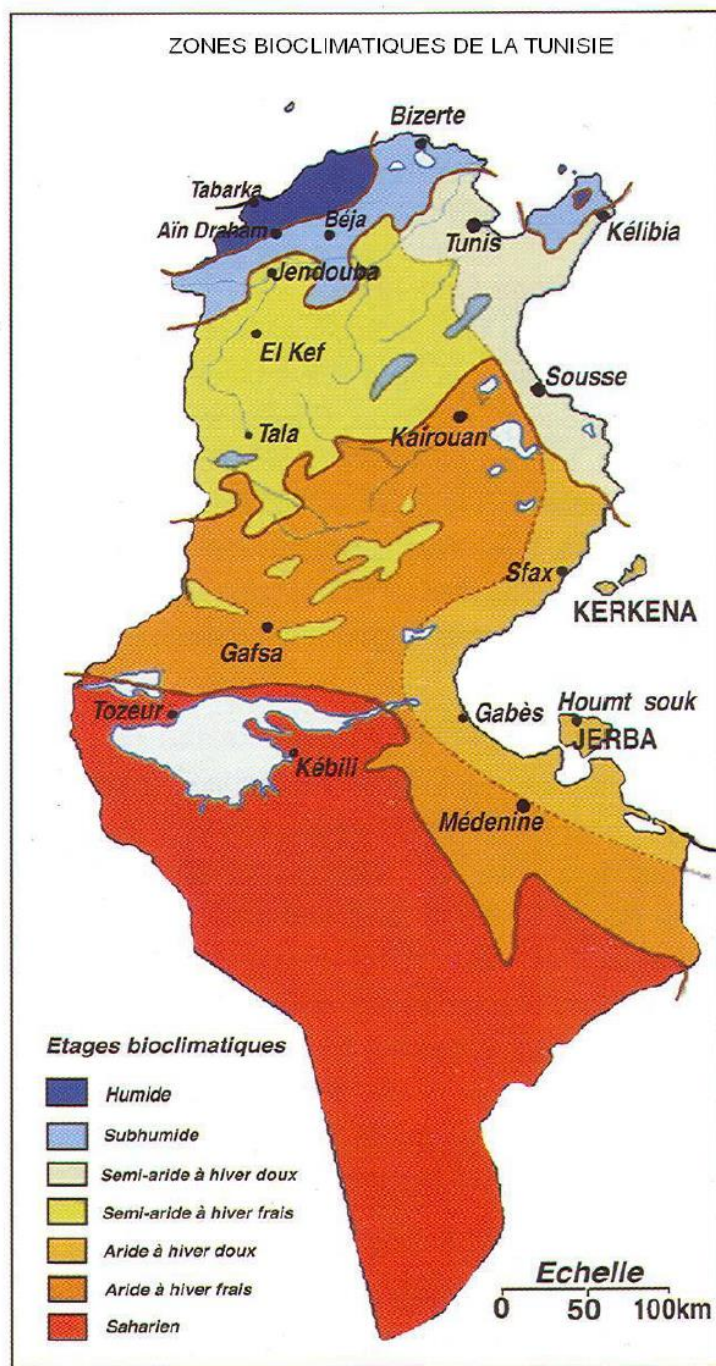 ZONES BIOCLIMATIQUES DE LA TUNISIE
Bizerte
Tabarka
Aïn Draham
Béja
Tunis
Kélibia
Jendouba
El Kef
Sousse
Tala
Kairouan
Sfax
KERKENA
Gafsa
Tozeur
Gabès
Houmt souk
JERBA
Kébili
Médenine
Etages bioclimatiques
Humide
Subhumide
Semi-aride à hiver doux
Semi-aride à hiver frais
Aride à hiver doux
Aride à hiver frais
Saharien
Echelle
0 50 100km